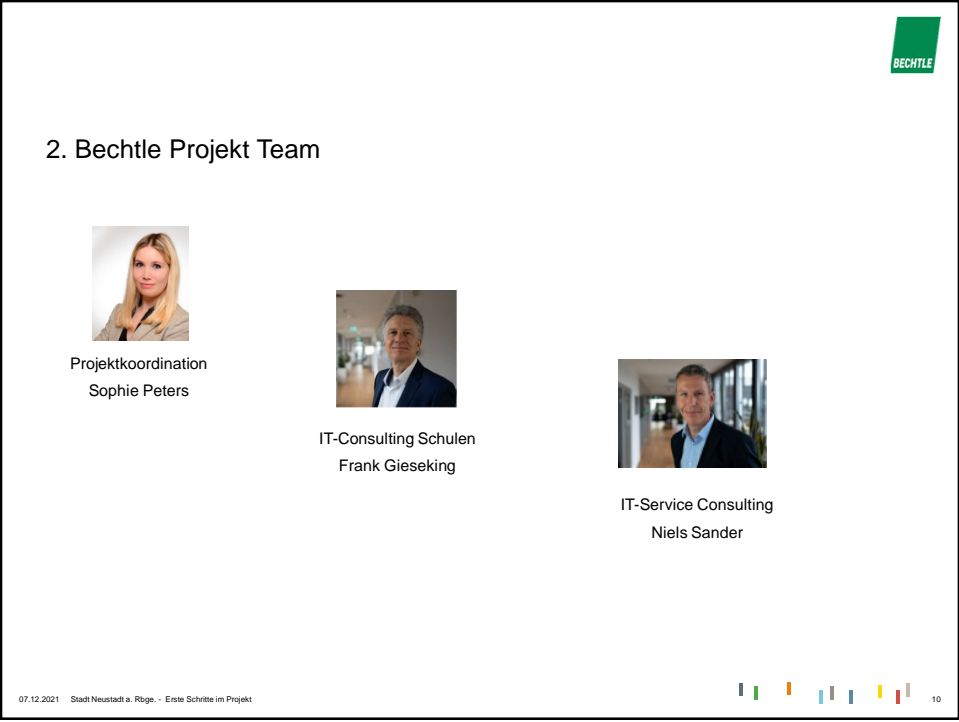 BECHTLE
2. Bechtle Projekt Team
Projektkoordination
Sophie Peters
IT-Consulting Schulen
Frank Gieseking
IT-Service Consulting
Niels Sander
07.12.2021 Stadt Neustadt a. Rbge. - Erste Schritte im Projekt
10